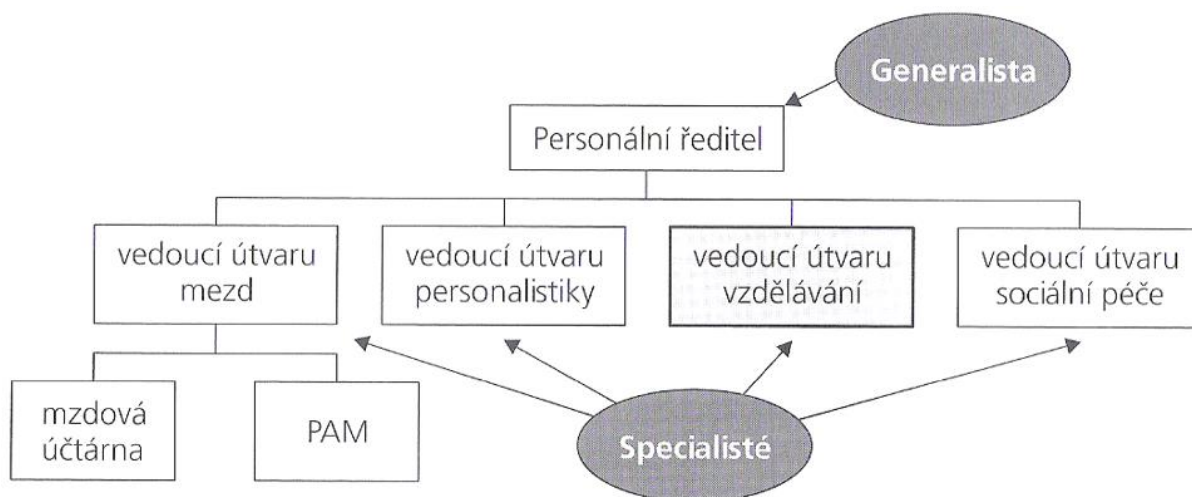 Generalista
Personální ředitel
vedoucí útvaru
mezd
vedoucí útvaru
personalistiky
vedoucí útvaru
vzdělávání
vedoucí útvaru
sociální péče
mzdová
účtárna
PAM
Specialisté